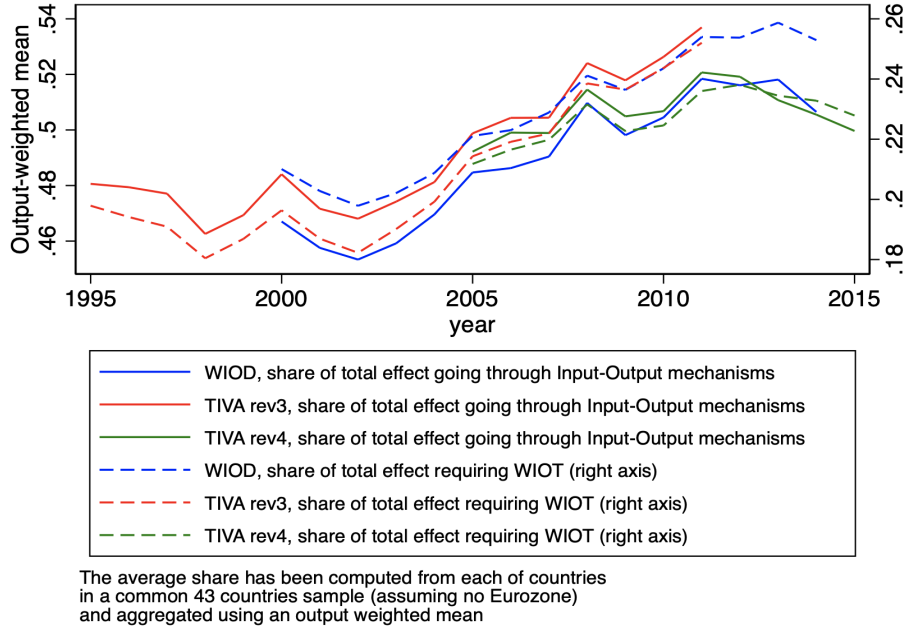 .54
.52
.5
.48
.46
Output-weighted mean
.26
.24
.22
.2
.18
1995 2000 2005 2010 2015
year
WIOD, share of total effect going through Input-Output mechanisms
TIVA rev3, share of total effect going through Input-Output mechanisms
TIVA rev4, share of total effect going through Input-Output mechanisms
WIOD, share of total effect requiring WIOT (right axis)
TIVA rev3, share of total effect requiring WIOT (right axis)
TIVA rev4, share of total effect requiring WIOT (right axis)
The average share has been computed from each of countries
in a common 43 countries sample (assuming no Eurozone)
and aggregated using an output weighted mean